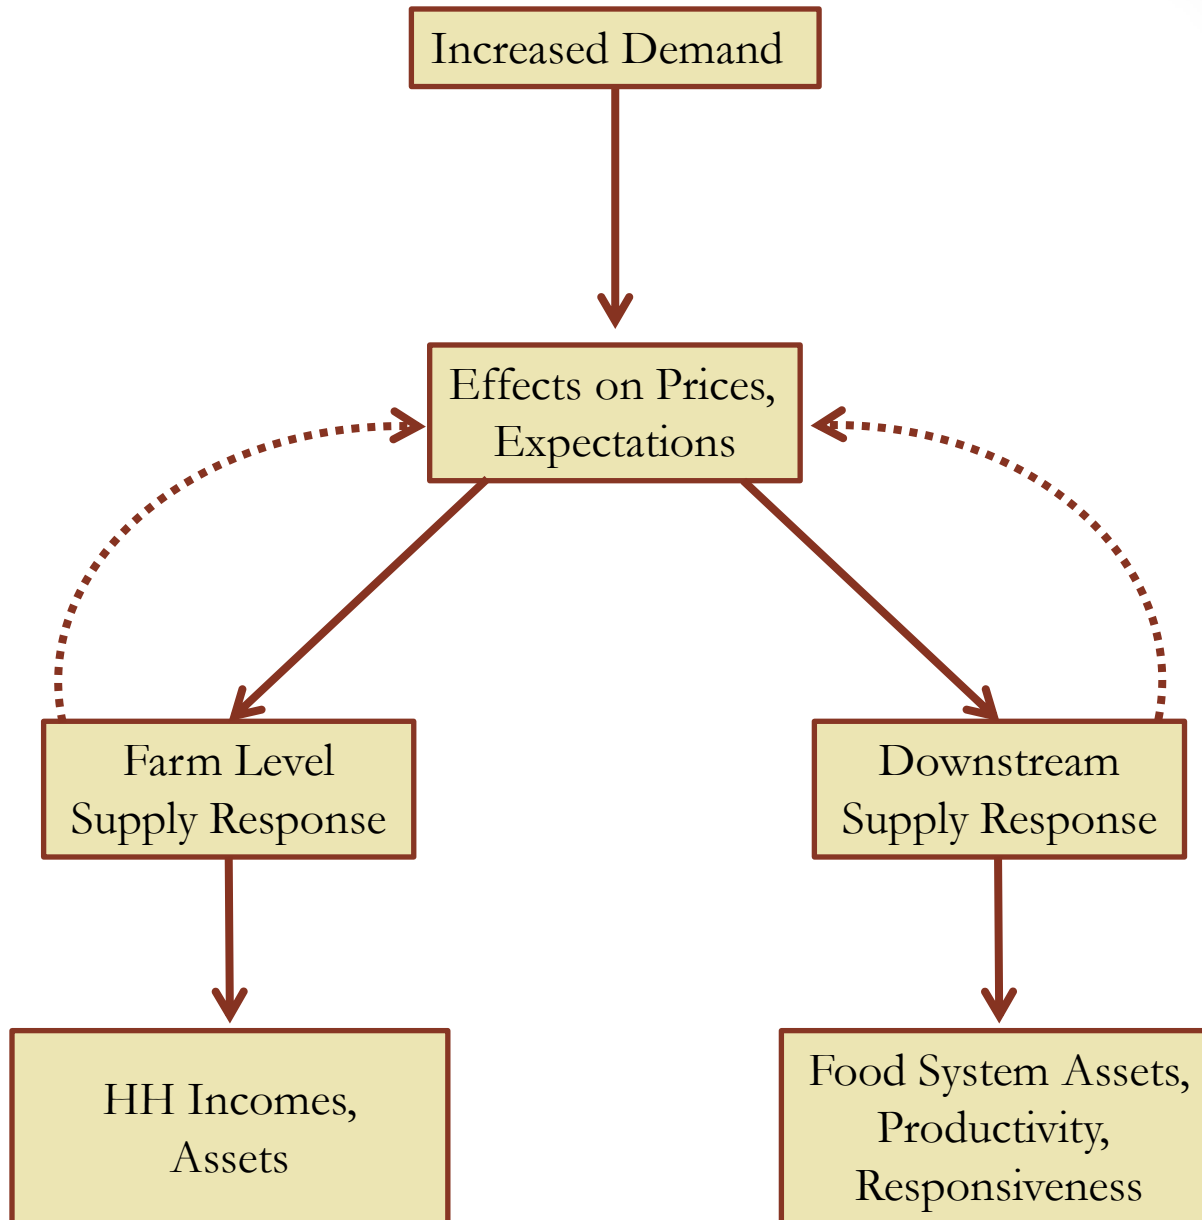 Increased Demand
Effects on Prices,
Expectations
Farm Level
Supply Response
Downstream
Supply Response
HH Incomes,
Assets
Food System Assets,
Productivity,
Responsiveness